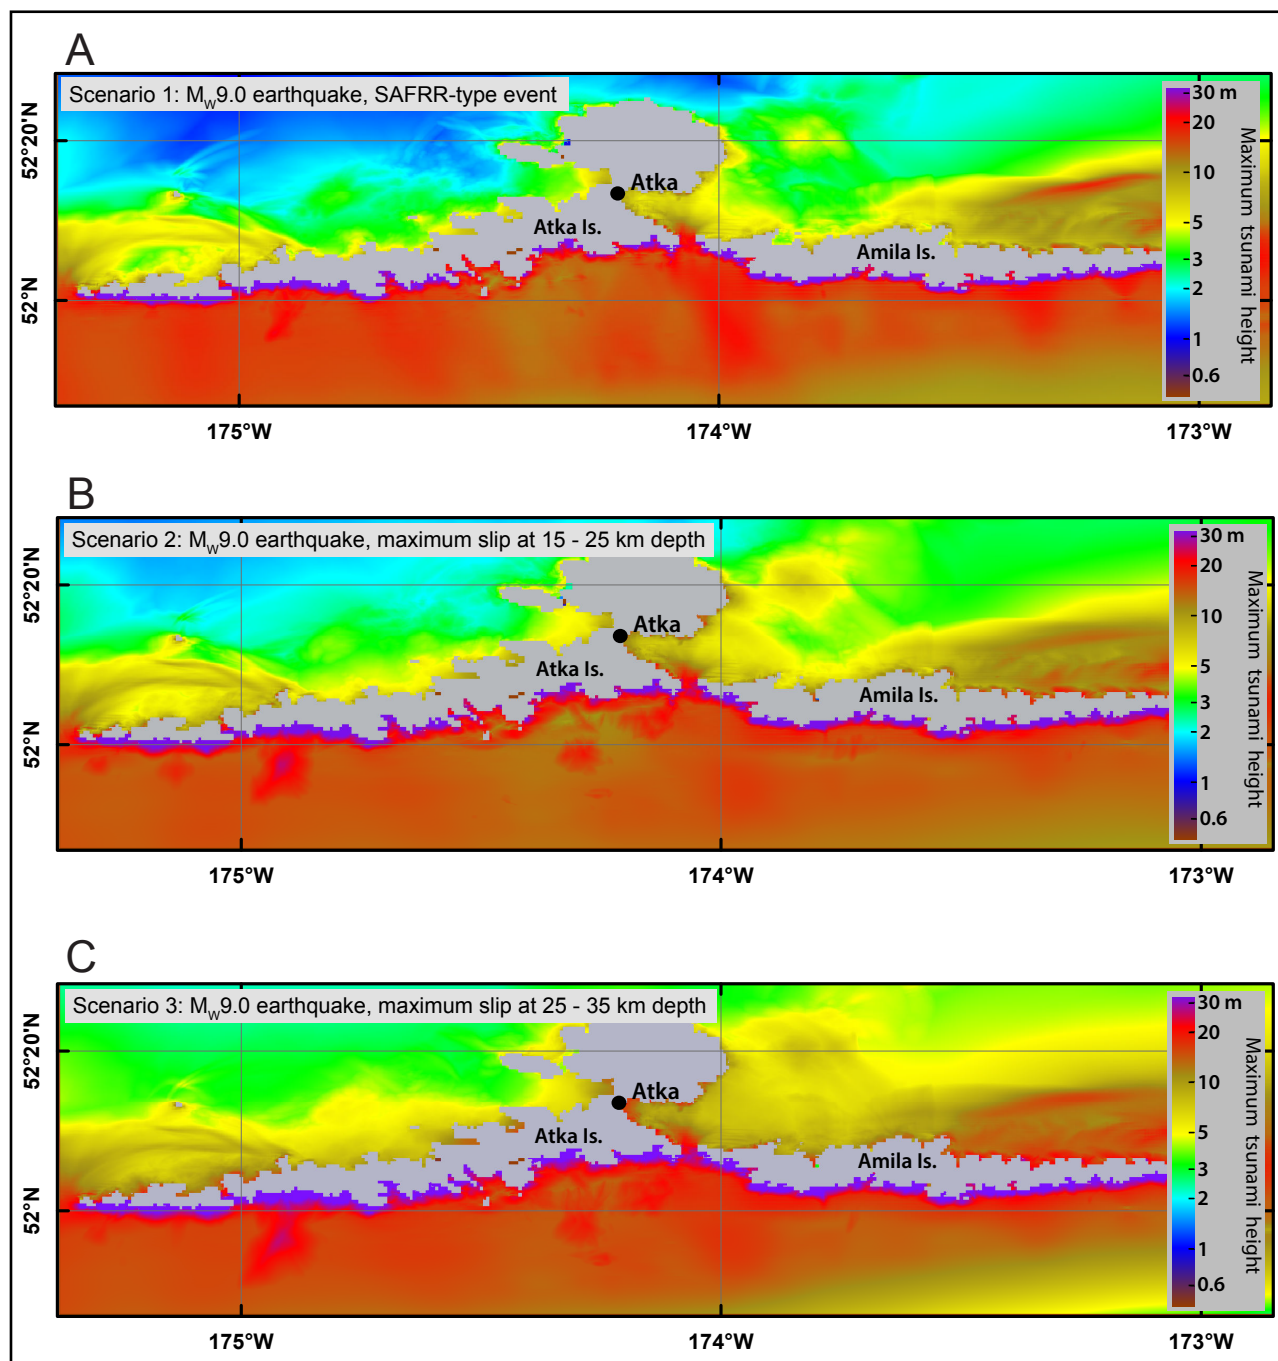 A
Scenario 1: MW9.0 earthquake, SAFRR-type event
52°20'N
52°N
Atka
Atka Is.
Amila Is.
30 m
20
10
5
3
2
1
0.6
Maximum tsunami height
175°W 174°W 173°W
B
Scenario 2: MW9.0 earthquake, maximum slip at 15 - 25 km depth
52°20'N
52°N
Atka
Atka Is.
Amila Is.
30 m
20
10
5
3
2
1
0.6
Maximum tsunami height
175°W 174°W 173°W
C
Scenario 3: MW9.0 earthquake, maximum slip at 25 - 35 km depth
52°20'N
52°N
Atka
Atka Is.
Amila Is.
30 m
20
10
5
3
2
1
0.6
Maximum tsunami height
175°W 174°W 173°W